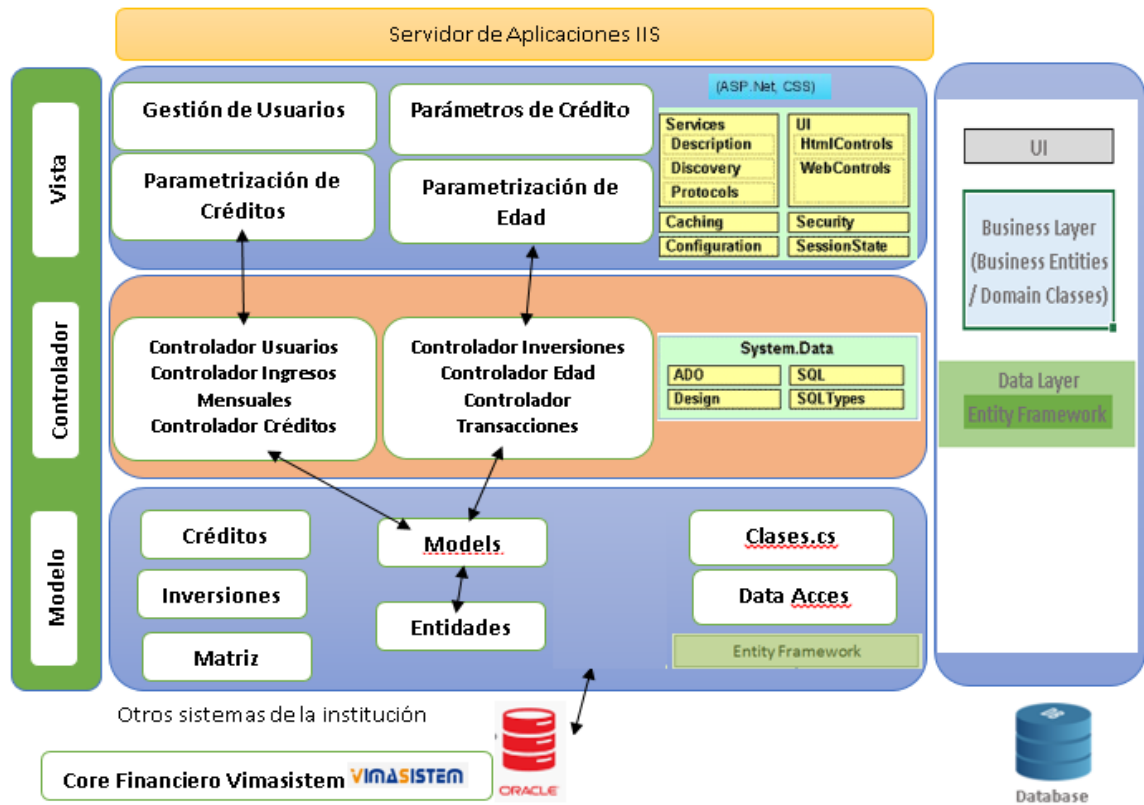 Servidor de Aplicaciones IIS
Vista
Gestión de Usuarios
Parámetros de Crédito
Parametrización de
Créditos
Parametrización de
Edad
(ASP.Net, CSS)
Services
Description
Discovery
Protocols
UI
HtmlControls
WebControls
Caching
Security
Configuration
SessionState
Controlador
Controlador Usuarios
Controlador Ingresos
Mensuales
Controlador Créditos
Controlador Inversiones
Controlador Edad
Controlador
Transacciones
System.Data
ADO
SQL
Design
SQLTypes
Modelo
Créditos
Inversiones
Matriz
Models
Entidades
Clases.cs
Data Acces
Entity Framework
UI
Business Layer
(Business Entities
/ Domain Classes)
Data Layer
Entity Framework
Otros sistemas de la institución
Core Financiero Vimasistem
VIMASISTEM
ORACLE
Database